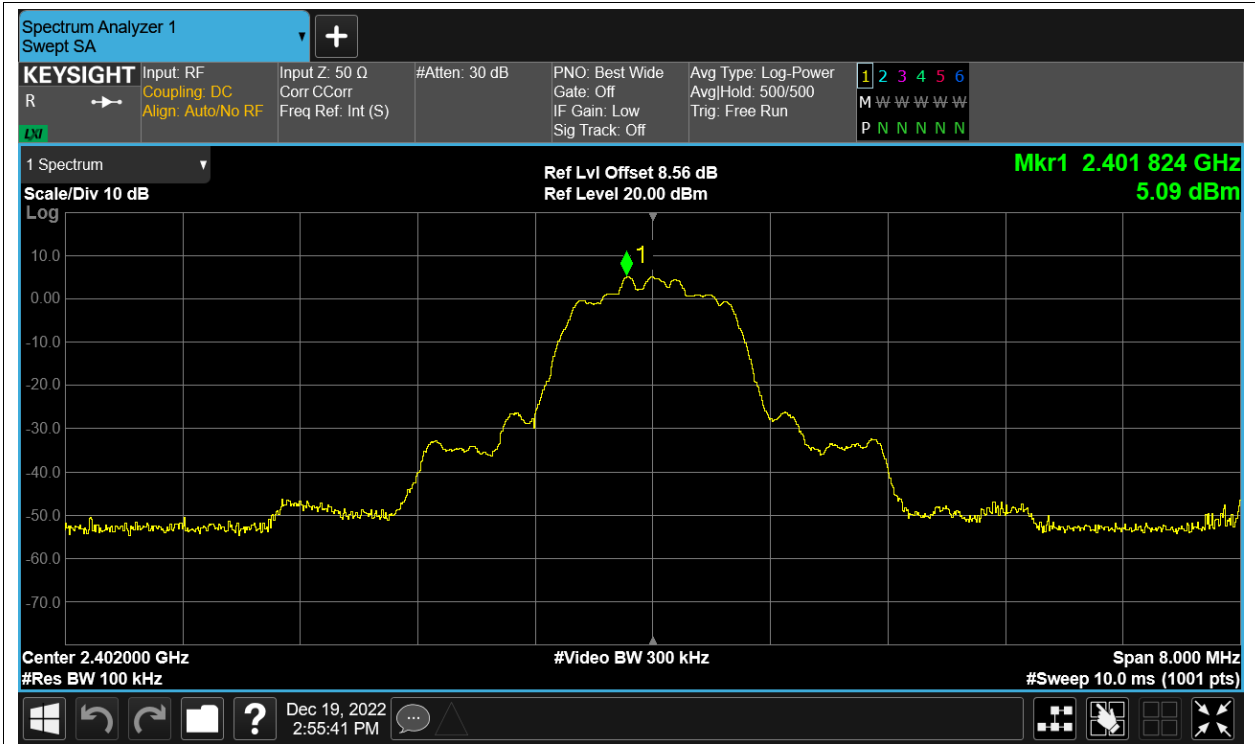 Spectrum Analyzer 1
Swept SA
KEYSIGHT
R
LXI
Input: RF
Coupling: DC
Align: Auto/No RF
Input Z: 50 Ω
Corr CCorr
Freq Ref: Int (S)
#Atten: 30 dB
PNO: Best Wide
Gate: Off
IF Gain: Low
Sig Track: Off
Avg Type: Log-Power
Avg|Hold: 500/500
Trig: Free Run
1 2 3 4 5 6
M W W W W W
P N N N N N
1 Spectrum
Scale/Div 10 dB
Log
Ref Lvl Offset 8.56 dB
Ref Level 20.00 dBm
Mkr1 2.401 824 GHz
5.09 dBm
1
10.0
0.00
-10.0
-20.0
-30.0
-40.0
-50.0
-60.0
-70.0
Center 2.402000 GHz
#Res BW 100 kHz
#Video BW 300 kHz
Span 8.000 MHz
#Sweep 10.0 ms (1001 pts)
?
Dec 19, 2022
2:55:41 PM